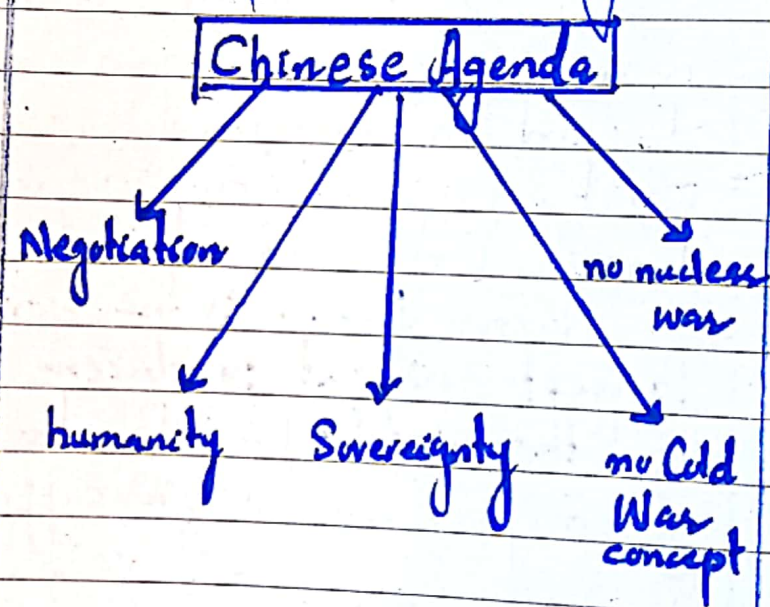 Chinese Agenda
Negotiation
no nuclear
war
humanity
Sovereignty
no Cold
War
concept